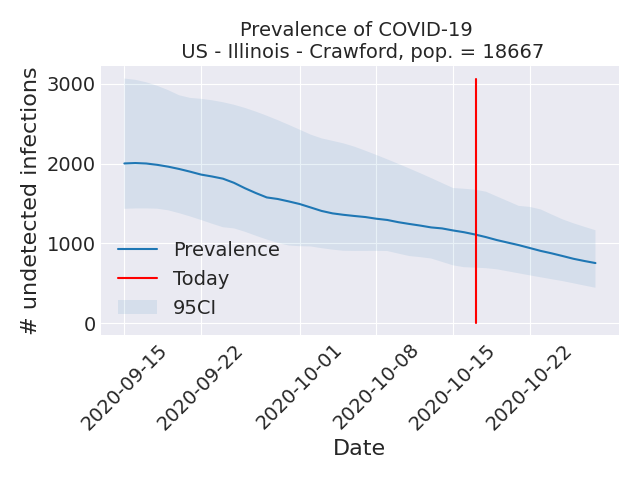 Prevalence of COVID-19
US - Illinois - Crawford, pop. = 18667
# undetected infections
3000
2000
1000
0
Prevalence
Today
95CI
2020-09-15
2020-09-22
2020-10-01
2020-10-08
2020-10-15
2020-10-22
Date